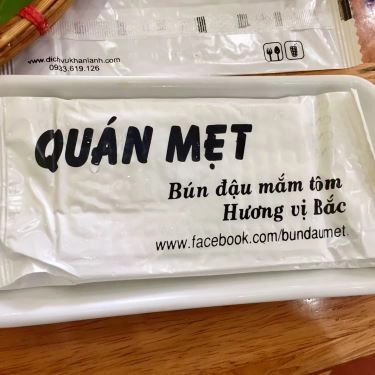 www.dichvukhanlanh.com
0933.619.126
QUÁN MẸT
Bún đậu mắm tôm
Hương vị Bắc
www.facebook.com/bundaumet